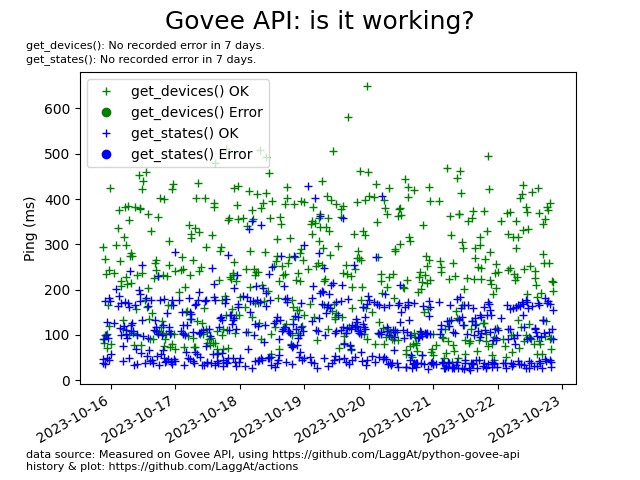 Govee API: is it working?
get_devices(): No recorded error in 7 days.
get_states(): No recorded error in 7 days.
get_devices() OK
get_devices() Error
get_states() OK
get_states() Error
600
500
400
300
200
100
0
Ping (ms)
2023-10-16
2023-10-17
2023-10-18
2023-10-19
2023-10-20
2023-10-21
2023-10-22
2023-10-23
data source: Measured on Govee API, using https://github.com/LaggAt/python-govee-api
history & plot: https://github.com/LaggAt/actions